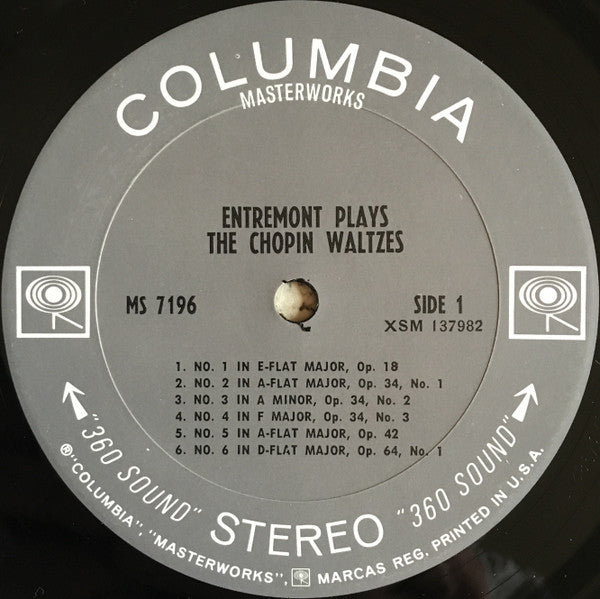 COLUMBIA
MASTERWORKS
ENTREMONT PLAYS
THE CHOPIN WALTZES
MS 7196
SIDE 1
XSM 137982
1. NO. 1 IN E-FLAT MAJOR, Op. 18
2. NO. 2 IN A-FLAT MAJOR, Op. 34, No. 1
3. NO. 3 IN A MINOR, Op. 34, No. 2
4. NO. 4 IN F MAJOR, Op. 34, No. 3
5. NO. 5 IN A-FLAT MAJOR, Op. 42
6. NO. 6 IN D-FLAT MAJOR, Op. 64, No. 1
"360 SOUND" STEREO "360 SOUND"
®"COLUMBIA", "MASTERWORKS", MARCAS REG. PRINTED IN U.S.A.